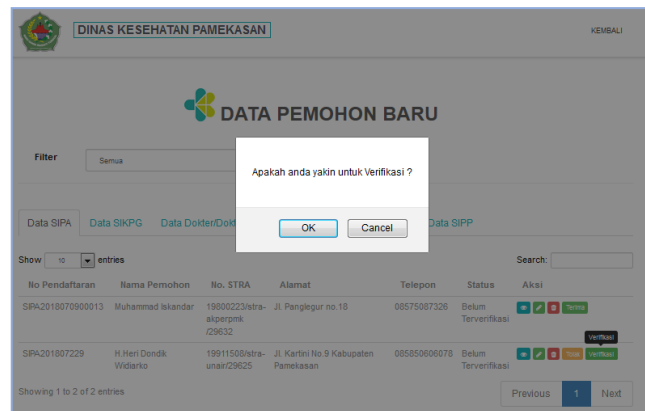 DINAS KESEHATAN PAMEKASAN
KEMBALI
DATA PEMOHON BARU
Filter
Semua
Apakah anda yakin untuk Verifikasi ?
OK
Cancel
Data SIPA
Data SIKPG
Data Dokter/Dokt
Data SIPP
Show 10 entries
Search:
No Pendaftaran Nama Pemohon No. STRA Alamat Telepon Status Aksi
SIPA2018070900013 Muhammad Iskandar 19800223/stra- Jl. Panglegur no.18 08575087326 Belum Terima
akperpmk Terverifikasi
/29632
Verifikasi
SIPA201807229 H.Heri Dondik 19911508/stra- Jl. Kartini No.9 Kabupaten 085850606078 Belum Tolak Verifikasi
Widiarko unair/29625 Pamekasan Terverifikasi
Showing 1 to 2 of 2 entries
Previous 1 Next